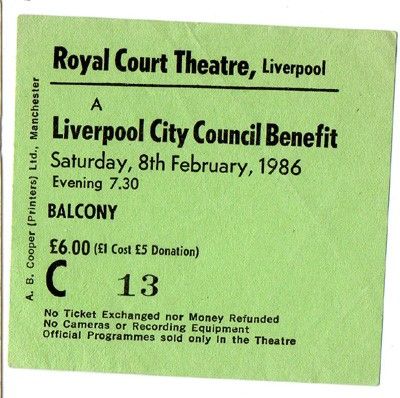 Royal Court Theatre, Liverpool
A
Liverpool City Council Benefit
Saturday, 8th February, 1986
Evening 7.30
BALCONY
£6.00 (£1 Cost £5 Donation)
C 13
No Ticket Exchanged nor Money Refunded
No Cameras or Recording Equipment
Official Programmes sold only in the Theatre
A. B. Cooper (Printers) Ltd., Manchester